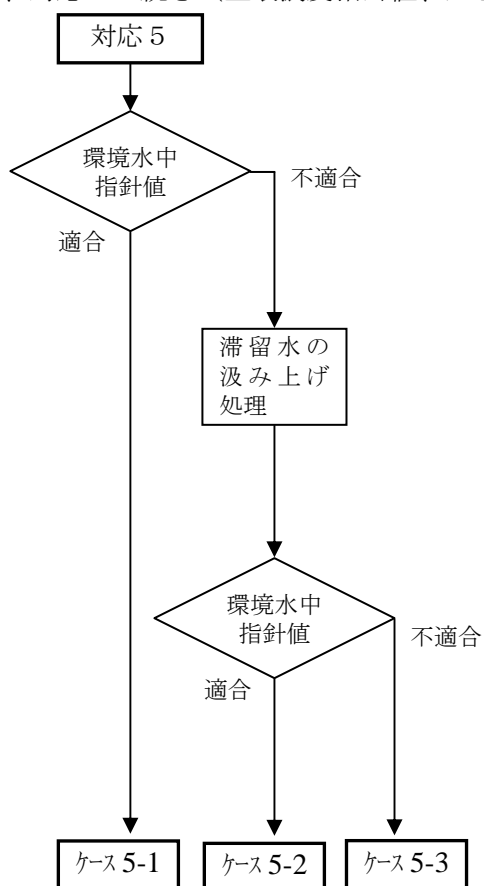 対応５
環境水中
指針値
不適合
適合
滞留水の
汲み上げ
処理
環境水中
指針値
不適合
適合
ｹｰｽ 5-1
ｹｰｽ 5-2
ｹｰｽ 5-3